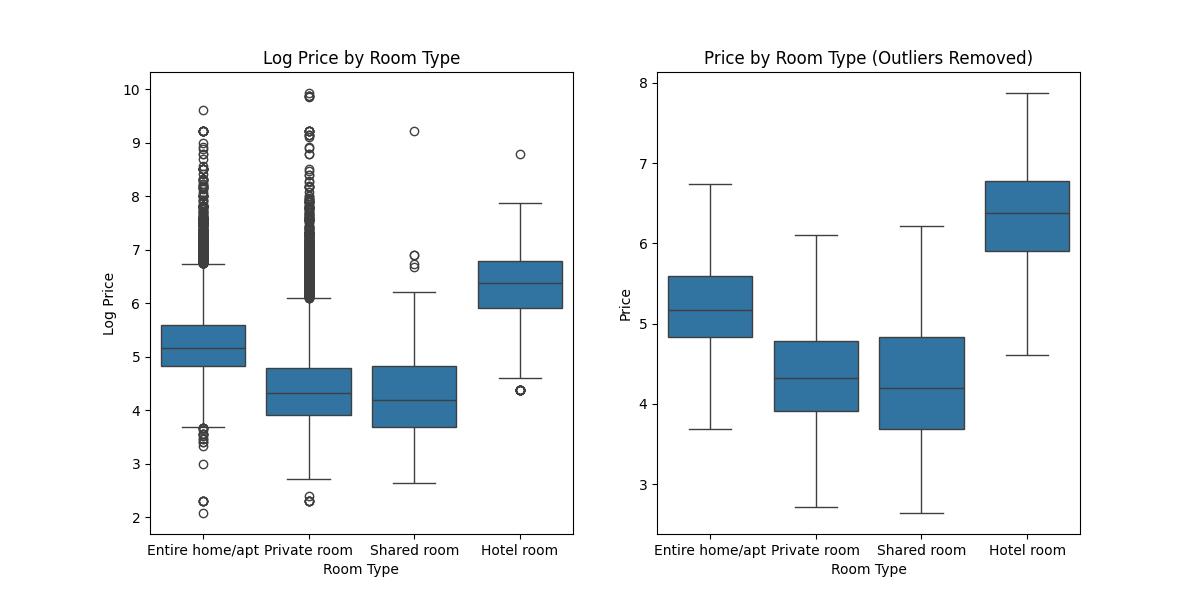 Log Price by Room Type
Log Price
10
9
8
7
6
5
4
3
2
Entire home/apt Private room Shared room Hotel room
Room Type
Price by Room Type (Outliers Removed)
Price
8
7
6
5
4
3
Entire home/apt Private room Shared room Hotel room
Room Type